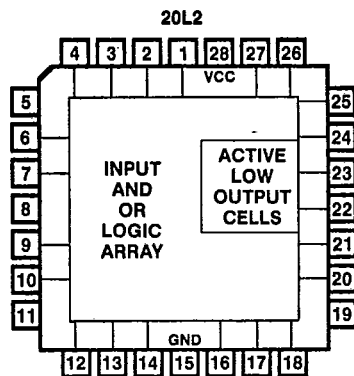 20L2
4 3 2 1 28 27 26
VCC
5
6
7
8
9
10
11
25
24
23
22
21
20
19
INPUT
AND
OR
LOGIC
ARRAY
ACTIVE
LOW
OUTPUT
CELLS
GND
12 13 14 15 16 17 18